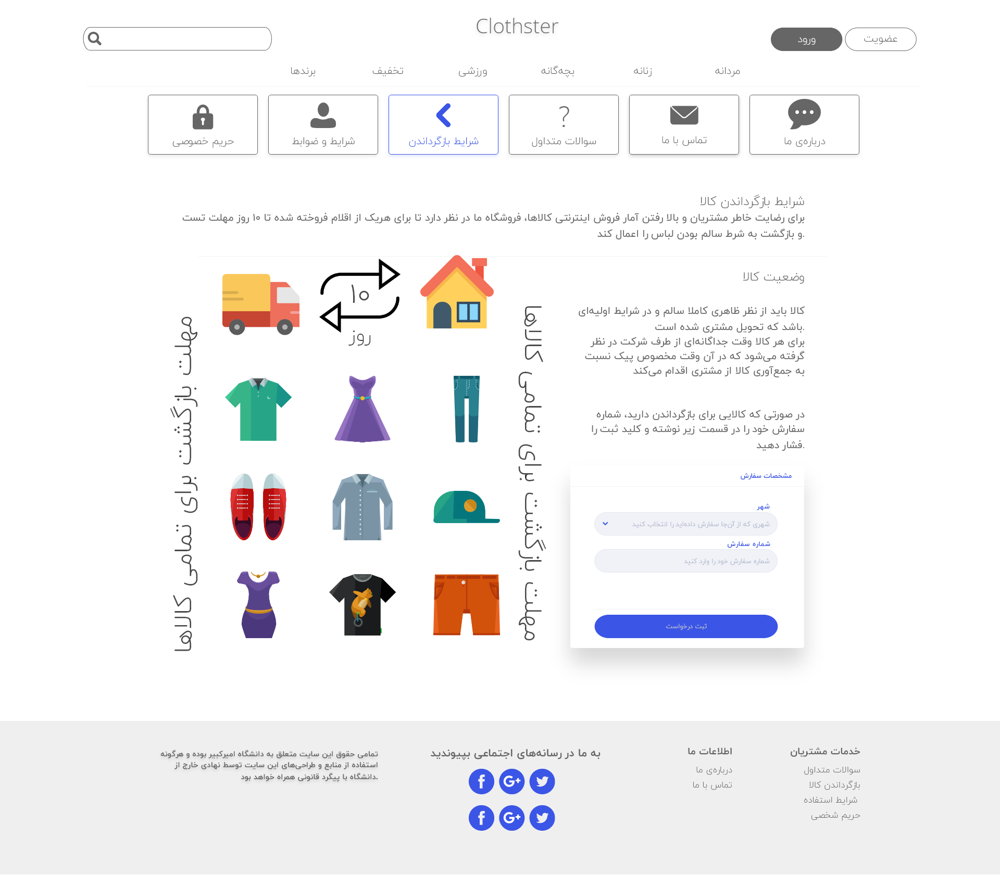 Clothster
عضویت
ورود
مردانه
زنانه
بچه‌گانه
ورزشی
تخفیف
برندها
درباره‌ی ما
تماس با ما
?
سوالات متداول
شرایط بازگرداندن
شرایط و ضوابط
حریم خصوصی
شرایط بازگرداندن کالا
برای رضایت خاطر مشتریان و بالا رفتن آمار فروش اینترنتی کالاها، فروشگاه ما در نظر دارد تا برای هریک از اقلام فروخته شده تا ۱۰ روز مهلت تست
.و بازگشت به شرط سالم بودن لباس را اعمال کند
وضعیت کالا
کالا باید از نظر ظاهری کاملا سالم و در شرایط اولیه‌ای
.باشد که تحویل مشتری شده است
برای هر کالا وقت جداگانه‌ای از طرف شرکت در نظر
گرفته می‌شود که در آن وقت مخصوص پیک نسبت
به جمع‌آوری کالا از مشتری اقدام می‌کند
در صورتی که کالایی برای بازگرداندن دارید، شماره
سفارش خود را در قسمت زیر نوشته و کلید ثبت را
.فشار دهید
مشخصات سفارش
شهر
شهری که از آن‌جا سفارش داده‌اید را انتخاب کنید
شماره سفارش
شماره سفارش خود را وارد کنید
ثبت درخواست
مهلت بازگشت برای تمامی کالاها
۱۰
روز
مهلت بازگشت برای تمامی کالاها
خدمات مشتریان
سوالات متداول
بازگرداندن کالا
شرایط استفاده
حریم شخصی
اطلاعات ما
درباره‌ی ما
تماس با ما
به ما در رسانه‌های اجتماعی بپیوندید
f G+
f G+
تمامی حقوق این سایت متعلق به دانشگاه امیرکبیر بوده و هرگونه
استفاده از منابع و طراحی‌های این سایت توسط نهادی خارج از
.دانشگاه با پیگرد قانونی همراه خواهد بود